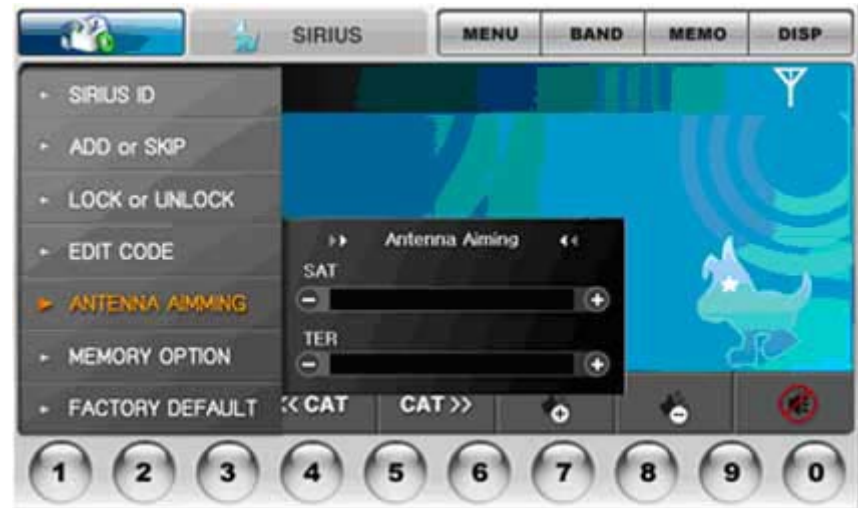 SIRIUS
MENU
BAND
MEMO
DISP
SIRIUS ID
ADD or SKIP
LOCK or UNLOCK
EDIT CODE
ANTENNA AIMMING
MEMORY OPTION
FACTORY DEFAULT
Antenna Aiming
SAT
TER
<< CAT
CAT >>
1 2 3 4 5 6 7 8 9 0